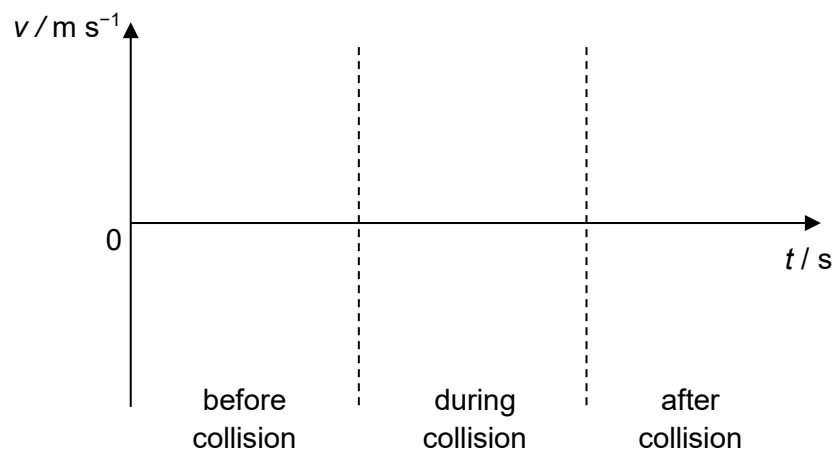 v / m s⁻¹
0
t / s
before
collision
during
collision
after
collision